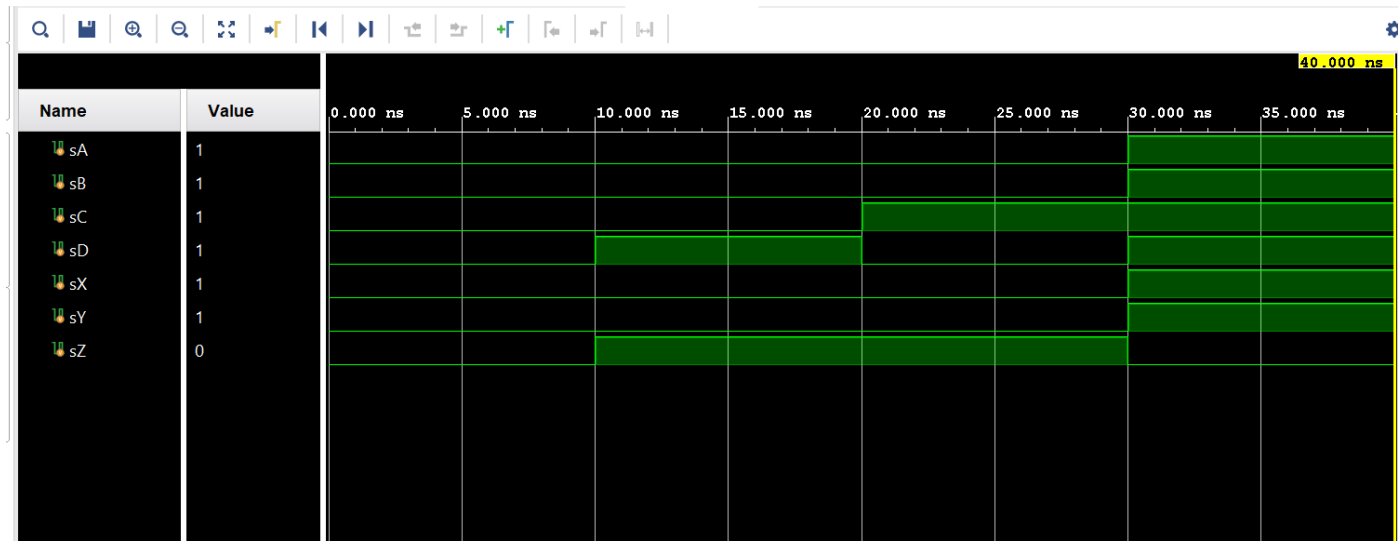 40.000 ns
Name Value
0.000 ns 5.000 ns 10.000 ns 15.000 ns 20.000 ns 25.000 ns 30.000 ns 35.000 ns
sA 1
sB 1
sC 1
sD 1
sX 1
sY 1
sZ 0